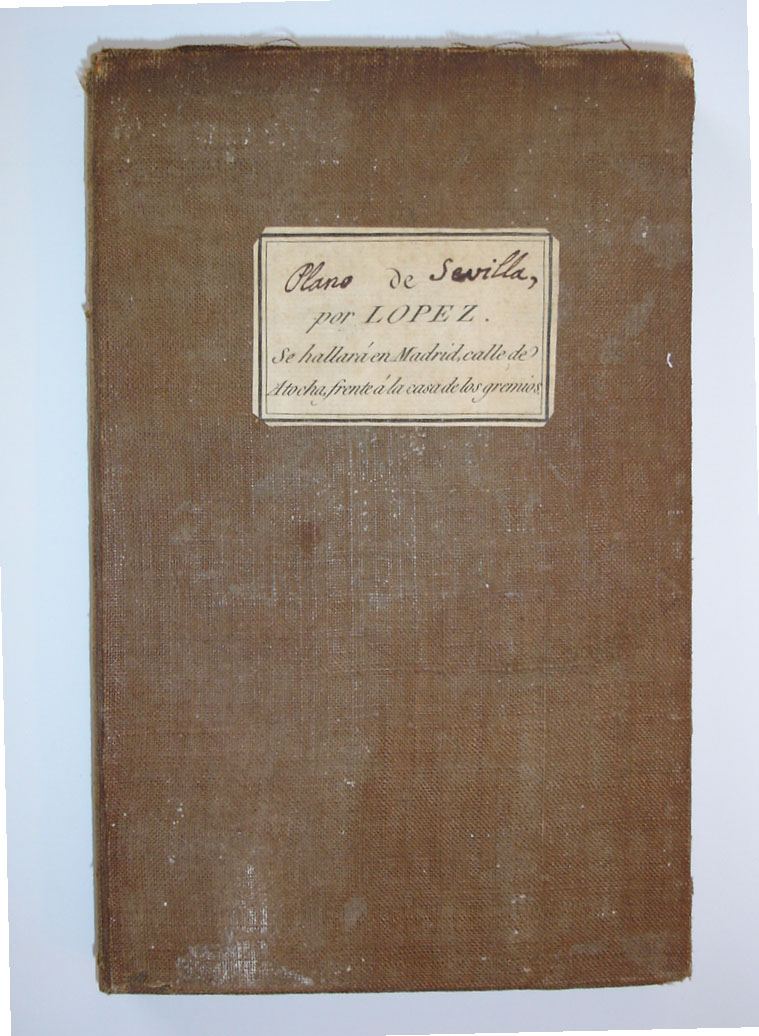 Plano de Sevilla,
por LOPEZ.
Se hallará en Madrid, calle de
Atocha, frente á la casa de los gremios.